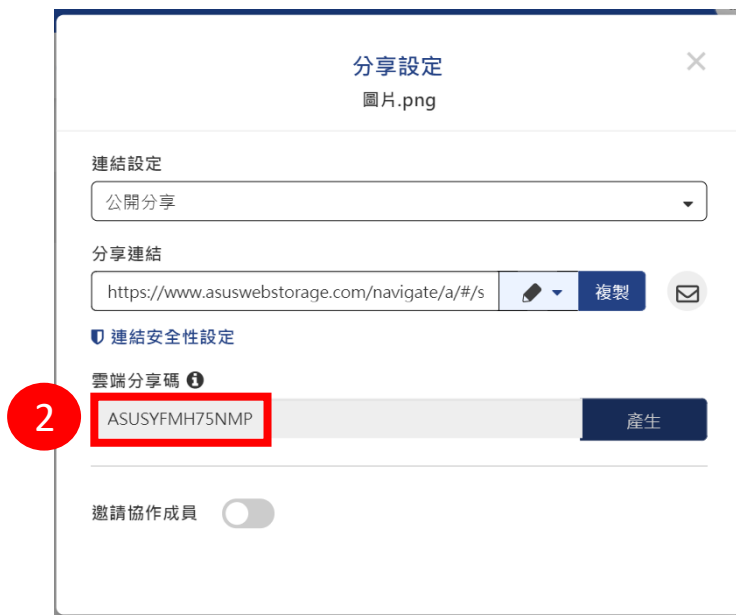 分享設定
圖片.png
連結設定
公開分享
分享連結
https://www.asuswebstorage.com/navigate/a/#/s
複製
連結安全性設定
雲端分享碼
2
ASUSYFMH75NMP
產生
邀請協作成員